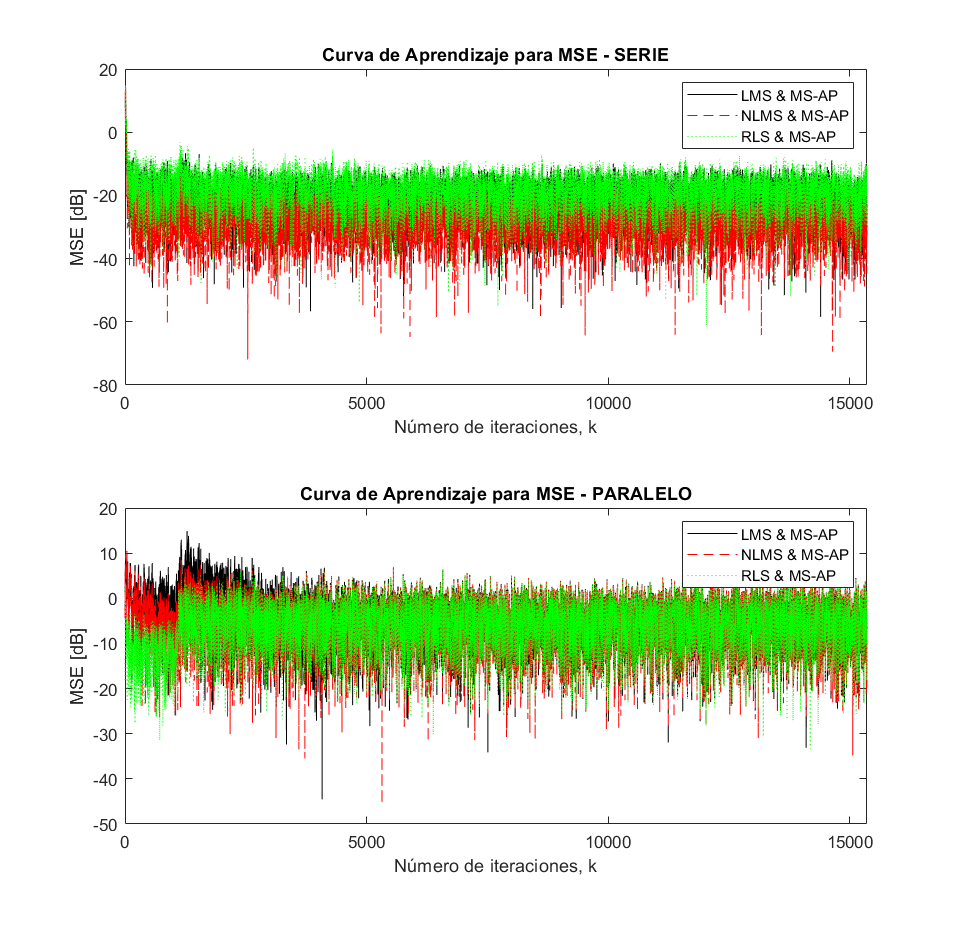 Curva de Aprendizaje para MSE - SERIE
20
0
-20
-40
-60
-80
MSE [dB]
LMS & MS-AP
NLMS & MS-AP
RLS & MS-AP
0 5000 10000 15000
Número de iteraciones, k
Curva de Aprendizaje para MSE - PARALELO
20
10
0
-10
-20
-30
-40
-50
MSE [dB]
LMS & MS-AP
NLMS & MS-AP
RLS & MS-AP
0 5000 10000 15000
Número de iteraciones, k